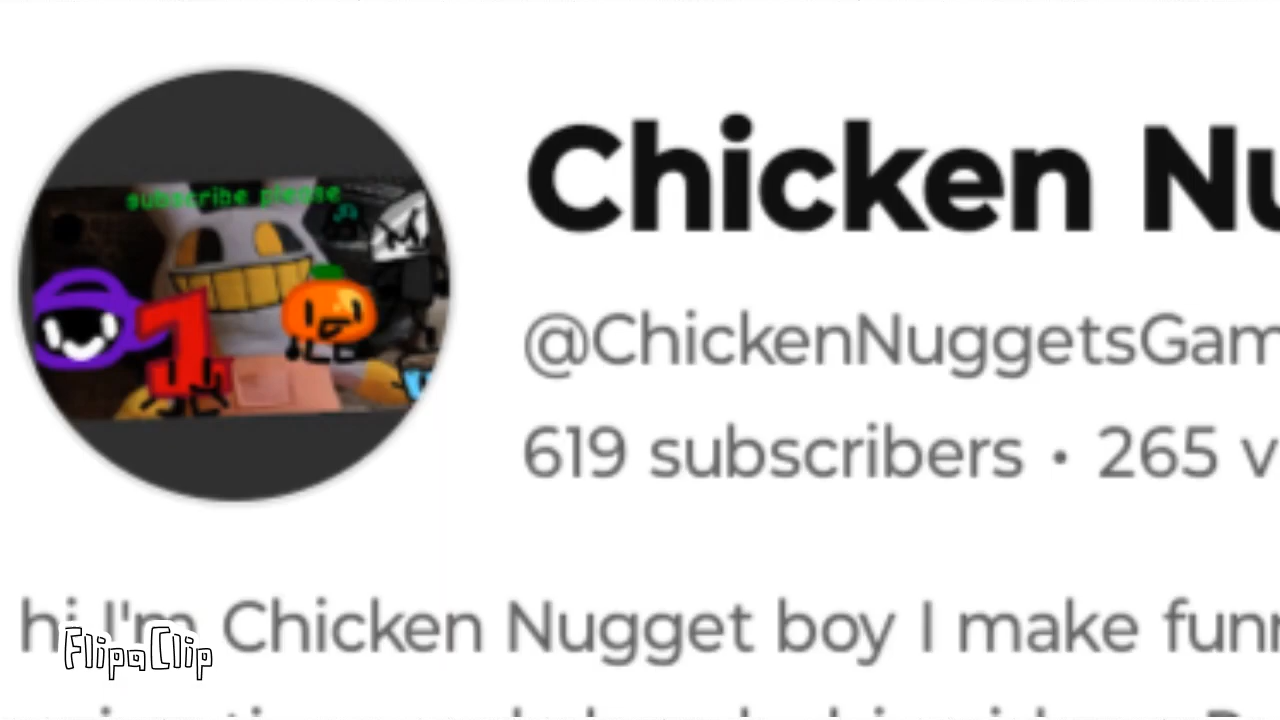 subscribe please
Chicken Nu
@ChickenNuggetsGam
619 subscribers • 265 v
hi I'm Chicken Nugget boy I make funn
FlipaClip